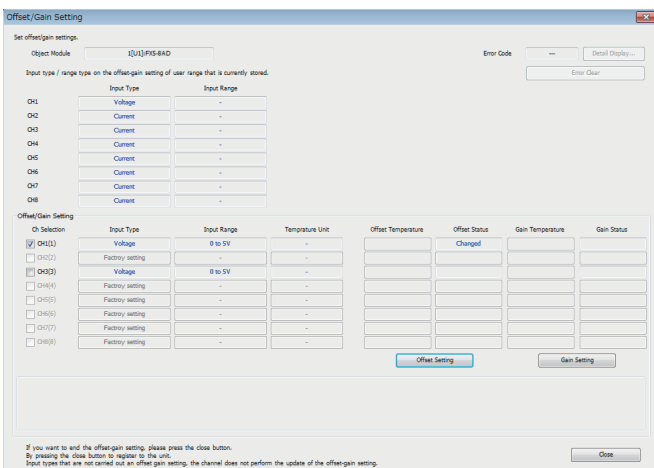 Offset/Gain Setting
Set offset/gain settings.
Object Module 1[U1]:FX5-8AD Error Code --- Detail Display...
Input type / range type on the offset-gain setting of user range that is currently stored. Error Clear
Input Type Input Range
CH1 Voltage -
CH2 Current -
CH3 Current -
CH4 Current -
CH5 Current -
CH6 Current -
CH7 Current -
CH8 Current -
Offset/Gain Setting
Ch Selection Input Type Input Range Temprature Unit Offset Temperature Offset Status Gain Temperature Gain Status
CH1(1) Voltage 0 to 5V - Changed
CH2(2) Factroy setting - -
CH3(3) Voltage 0 to 5V -
CH4(4) Factroy setting - -
CH5(5) Factroy setting - -
CH6(6) Factroy setting - -
CH7(7) Factroy setting - -
CH8(8) Factroy setting - -
Offset Setting Gain Setting
If you want to end the offset-gain setting, please press the close button.
By pressing the close button to register to the unit.
Input types that are not carried out an offset gain setting, the channel does not perform the update of the offset-gain setting.
Close